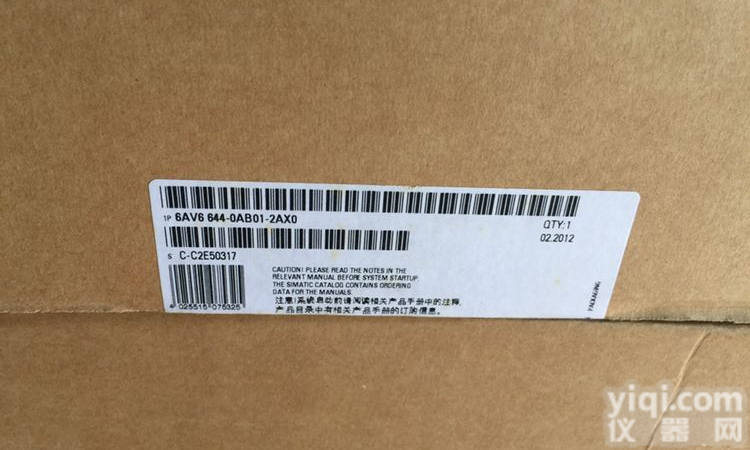 1P 6AV6 644-0AB01-2AX0
QTY:1
02.2012
S C-C2E50317
CAUTION! PLEASE READ THE NOTES IN THE
RELEVANT MANUAL BEFORE SYSTEM STARTUP.
THE SIMATIC CATALOG CONTAINS ORDERING
DATA FOR THE MANUALS.
注意!系统启动前请阅读相关产品手册中的注释,
产品目录中有相关产品手册的订购信息。
4 025515 076325
PACKAGING
yiqi.com
仪器网